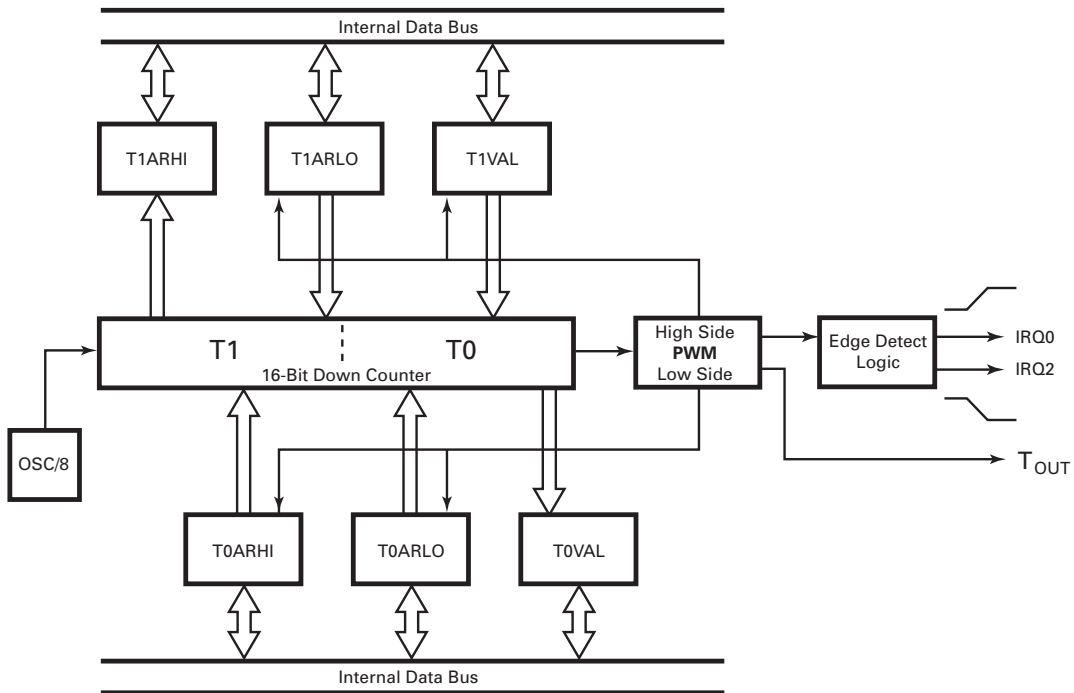 Internal Data Bus
T1ARHI
T1ARLO
T1VAL
T1
T0
16-Bit Down Counter
High Side
PWM
Low Side
Edge Detect
Logic
IRQ0
IRQ2
OSC/8
TOUT
T0ARHI
T0ARLO
T0VAL
Internal Data Bus